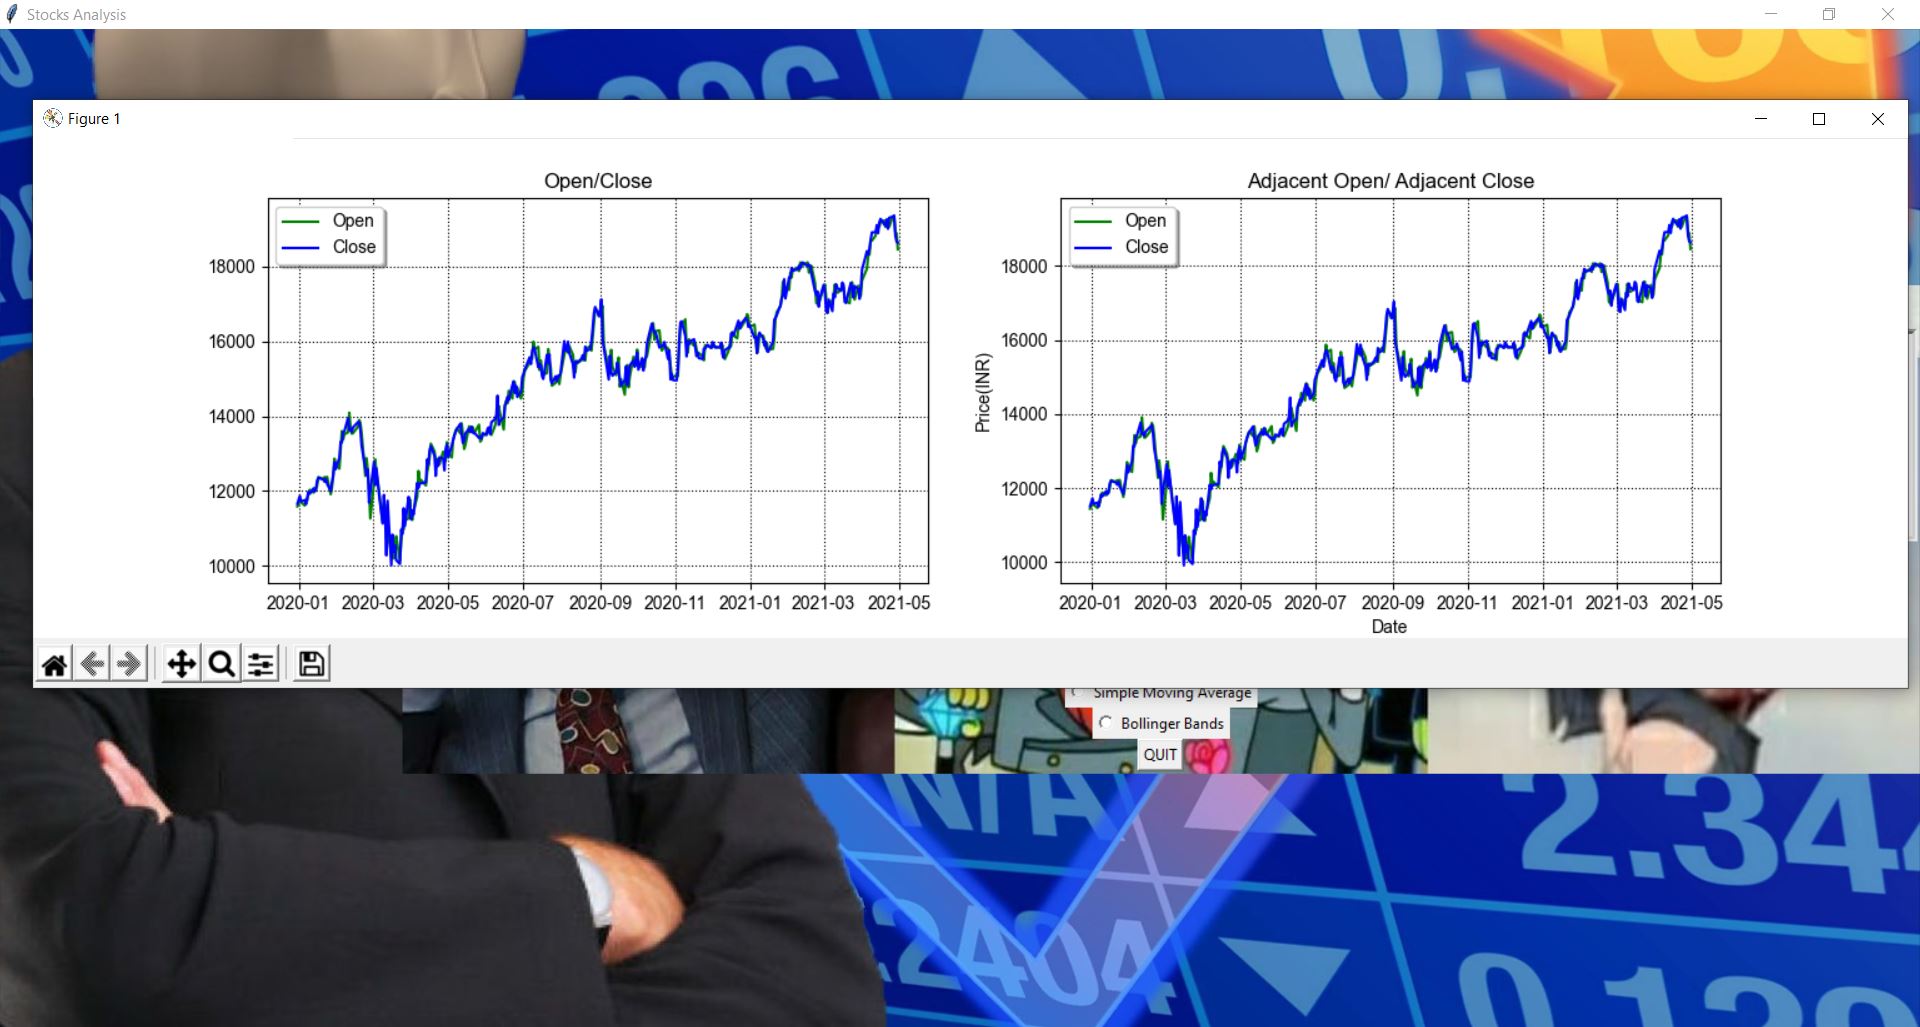 Stocks Analysis
Figure 1
Open/Close
Open
Close
18000
16000
14000
12000
10000
2020-01 2020-03 2020-05 2020-07 2020-09 2020-11 2021-01 2021-03 2021-05
Adjacent Open/ Adjacent Close
Open
Close
Price(INR)
18000
16000
14000
12000
10000
2020-01 2020-03 2020-05 2020-07 2020-09 2020-11 2021-01 2021-03 2021-05
Date
Simple Moving Average
Bollinger Bands
QUIT
N/A
2.34
.2404